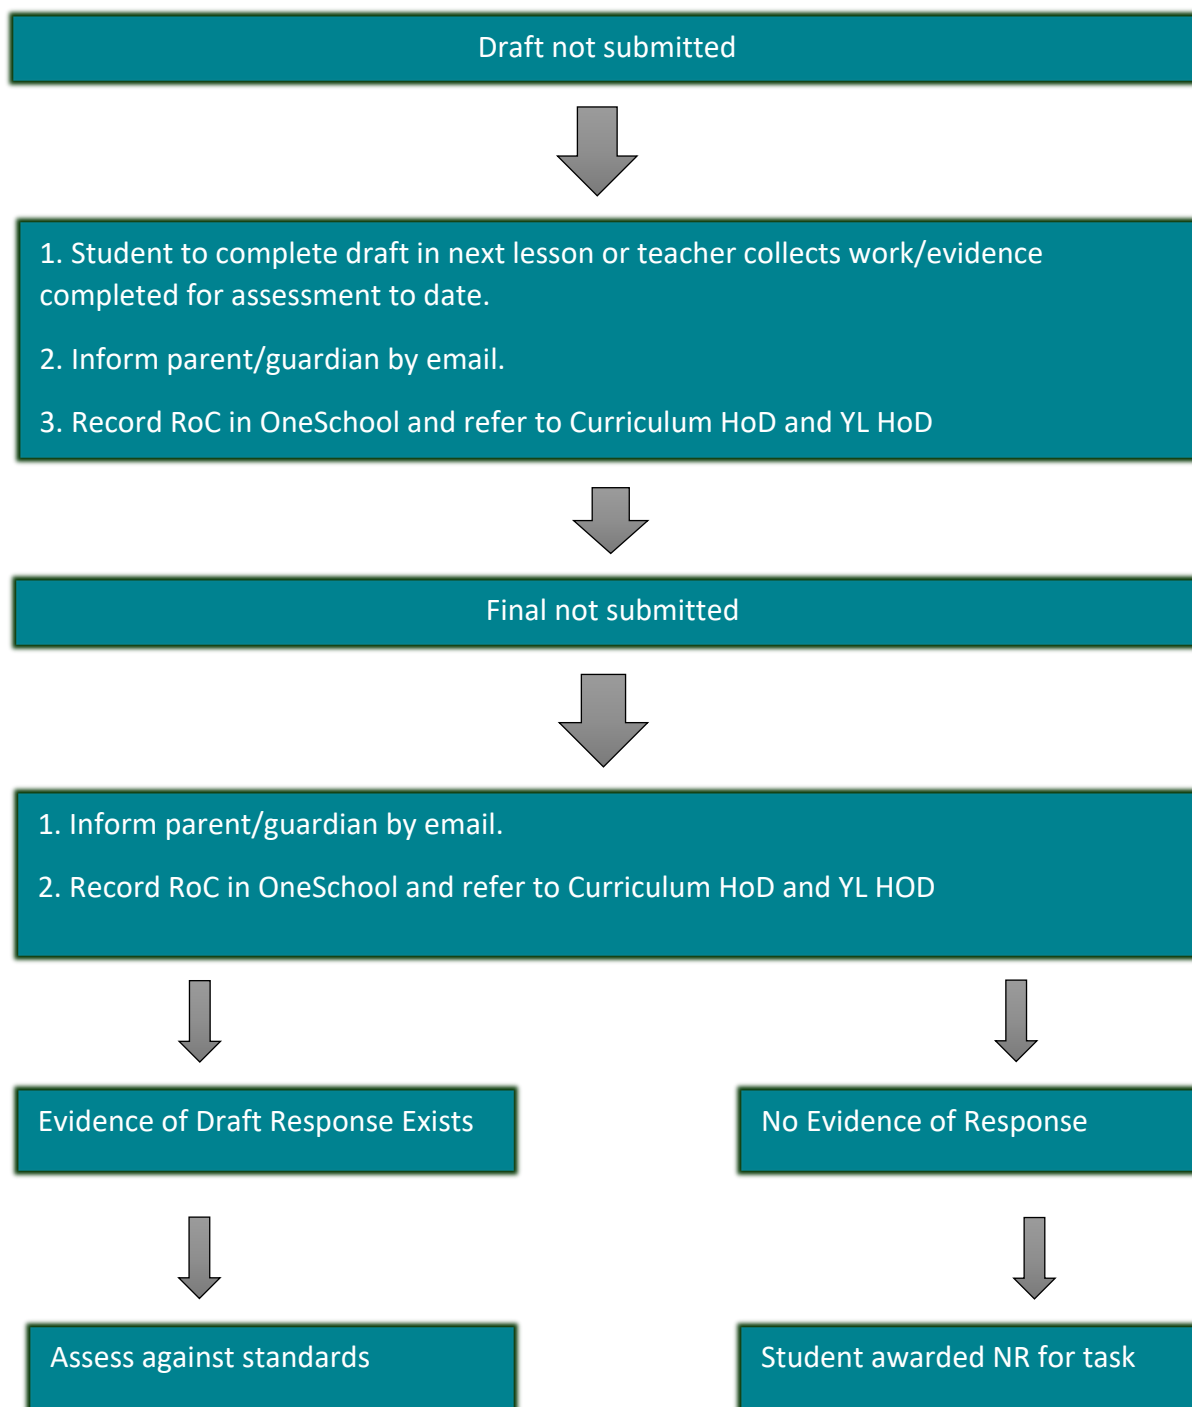 Draft not submitted
1. Student to complete draft in next lesson or teacher collects work/evidence
completed for assessment to date.
2. Inform parent/guardian by email.
3. Record RoC in OneSchool and refer to Curriculum HoD and YL HoD
Final not submitted
1. Inform parent/guardian by email.
2. Record RoC in OneSchool and refer to Curriculum HoD and YL HOD
Evidence of Draft Response Exists
No Evidence of Response
Assess against standards
Student awarded NR for task